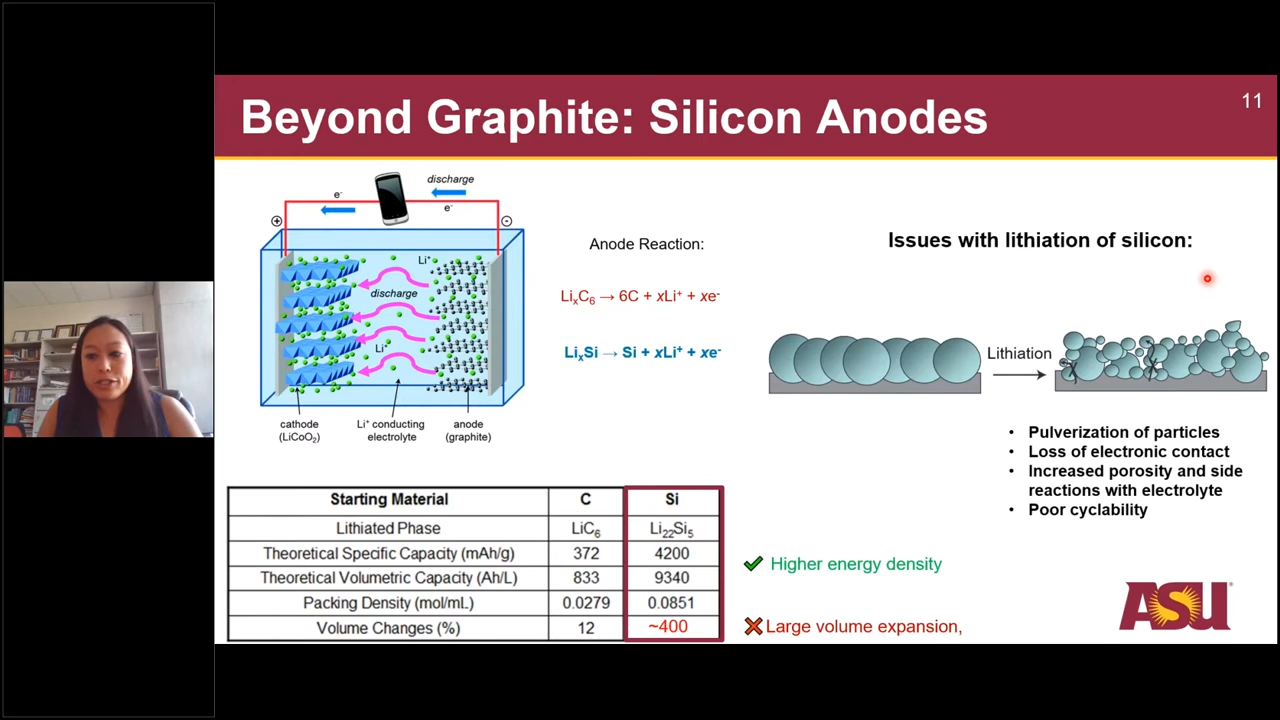 Beyond Graphite: Silicon Anodes
11
discharge
e-
e-
+
-
Li+
discharge
Li+
cathode
(LiCoO2)
Li+ conducting
electrolyte
anode
(graphite)
Anode Reaction:
LixC6 → 6C + xLi+ + xe-
LixSi → Si + xLi+ + xe-
Issues with lithiation of silicon:
Lithiation
• Pulverization of particles
• Loss of electronic contact
• Increased porosity and side
reactions with electrolyte
• Poor cyclability
Starting Material C Si
Lithiated Phase LiC6 Li22Si5
Theoretical Specific Capacity (mAh/g) 372 4200
Theoretical Volumetric Capacity (Ah/L) 833 9340
Packing Density (mol/mL) 0.0279 0.0851
Volume Changes (%) 12 ~400
Higher energy density
Large volume expansion,
ASU